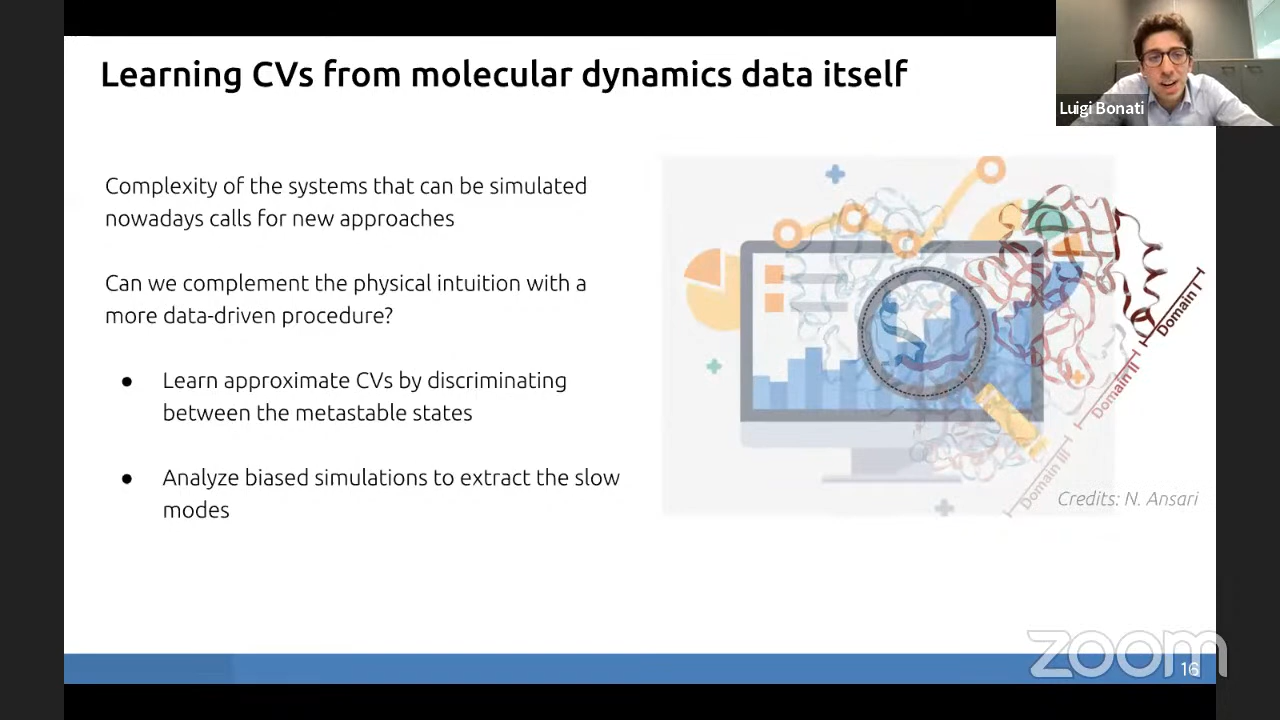 Learning CVs from molecular dynamics data itself
Luigi Bonati
Complexity of the systems that can be simulated
nowadays calls for new approaches
Can we complement the physical intuition with a
more data-driven procedure?
● Learn approximate CVs by discriminating
between the metastable states
● Analyze biased simulations to extract the slow
modes
Domain I
Domain II
Domain III
Credits: N. Ansari
zoom
16